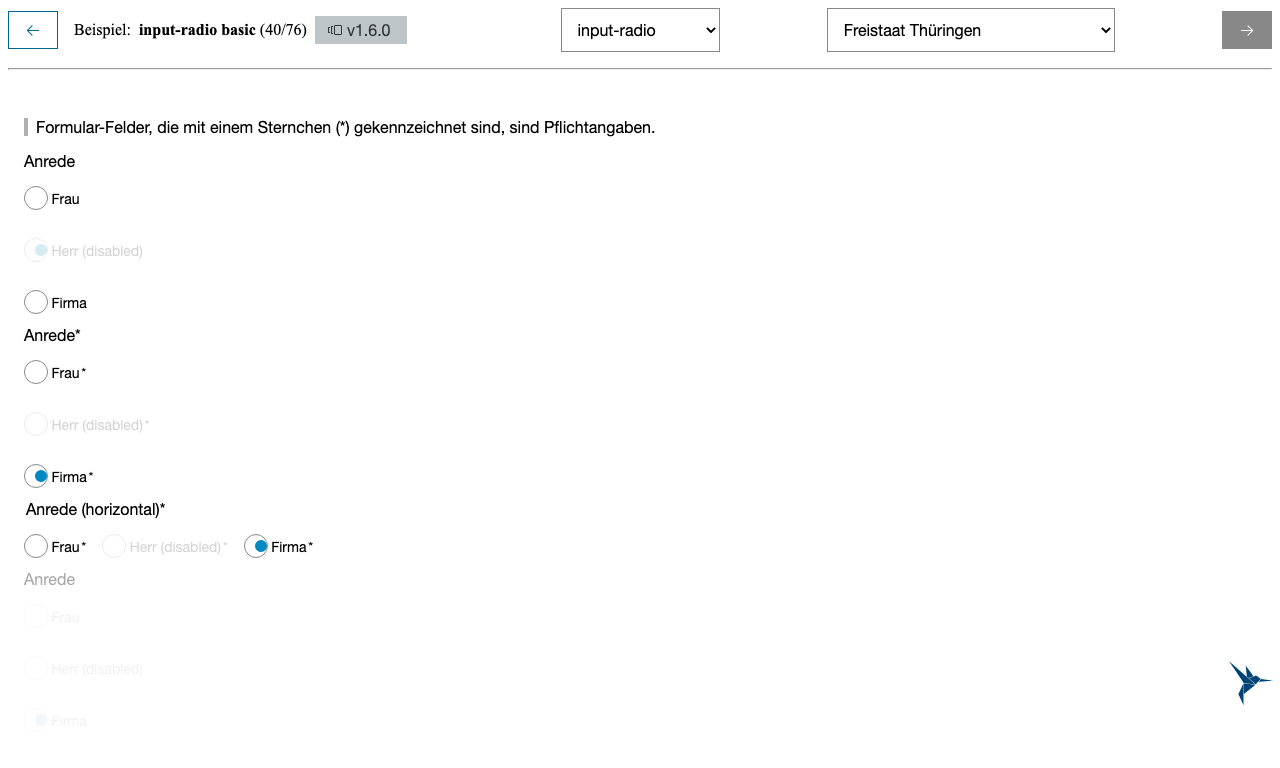 Beispiel: input-radio basic (40/76) v1.6.0 input-radio Freistaat Thüringen
Formular-Felder, die mit einem Sternchen (*) gekennzeichnet sind, sind Pflichtangaben.
Anrede
Frau
Herr (disabled)
Firma
Anrede*
Frau*
Herr (disabled)*
Firma*
Anrede (horizontal)*
Frau* Herr (disabled)* Firma*
Anrede
Frau
Herr (disabled)
Firma